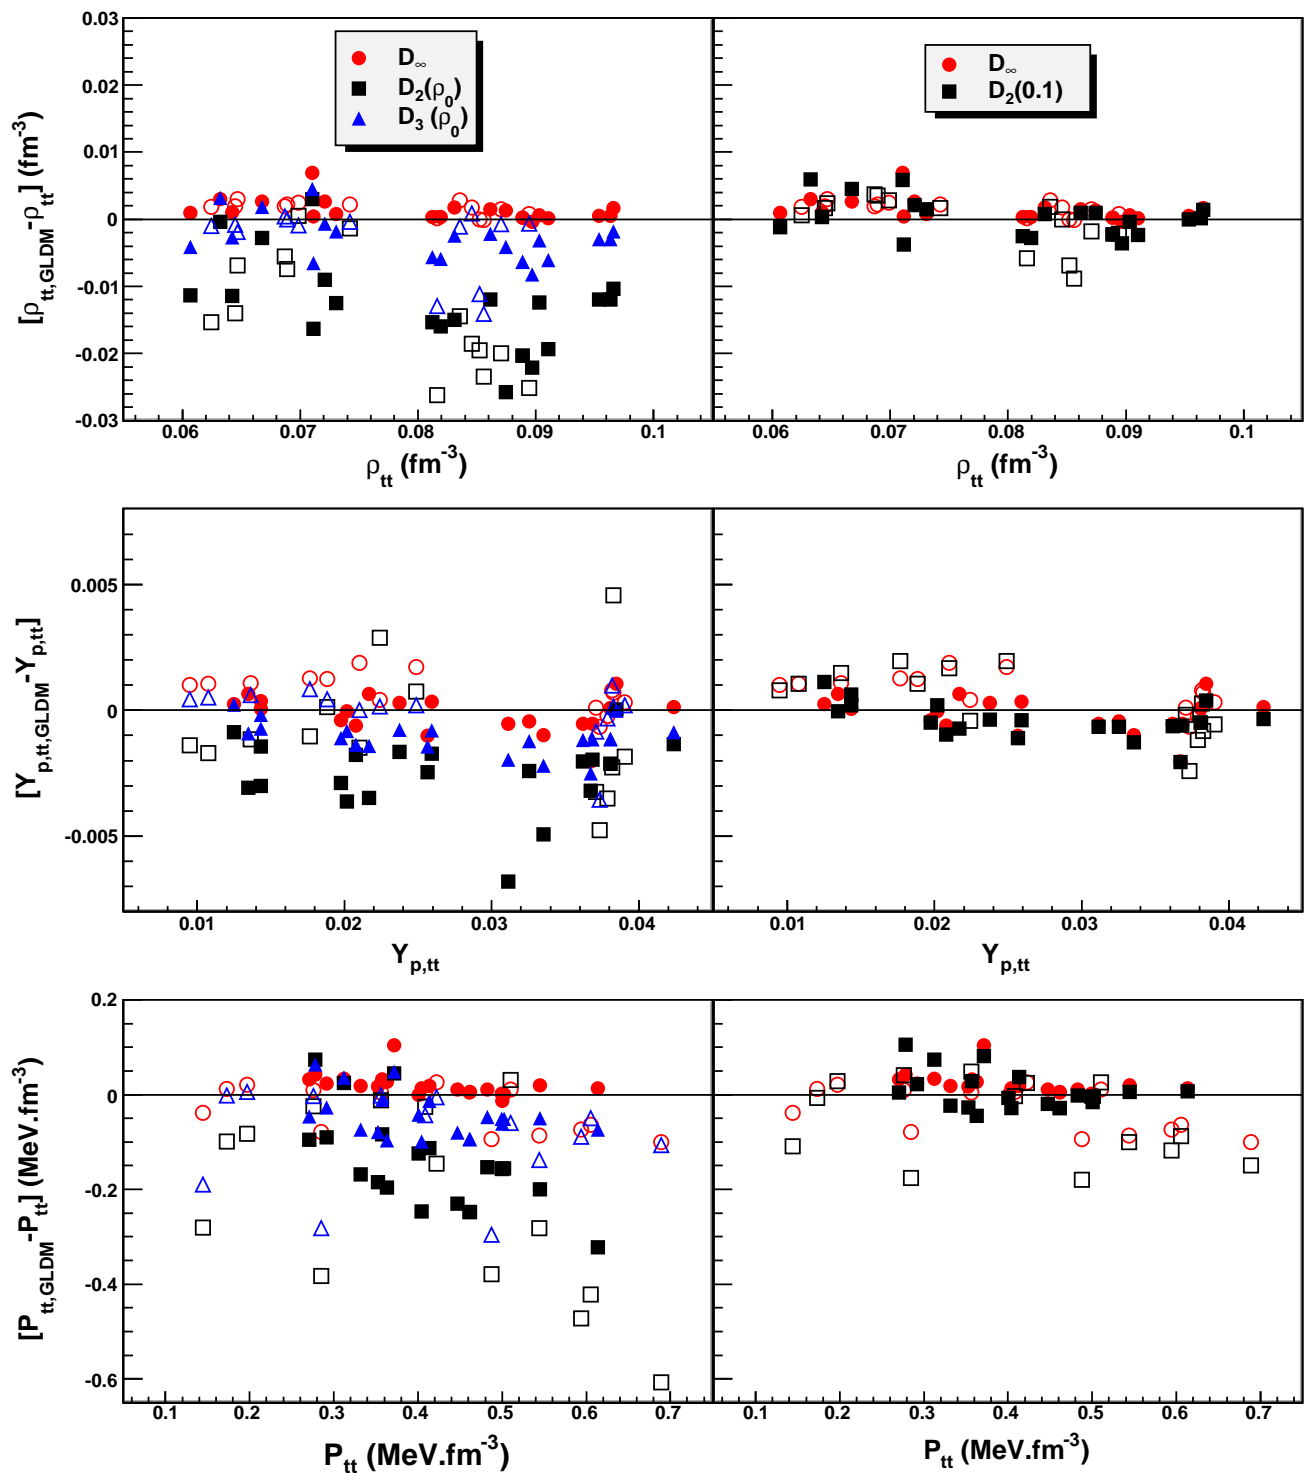 0.03
0.02
0.01
0
-0.01
-0.02
-0.03
[ρtt,GLDM-ρtt] (fm-3)
D∞
D2(ρ0)
D3 (ρ0)
D∞
D2(0.1)
0.06 0.07 0.08 0.09 0.1
0.06 0.07 0.08 0.09 0.1
ρtt (fm-3)
ρtt (fm-3)
0.005
0
-0.005
[Yp,tt,GLDM-Yp,tt]
0.01 0.02 0.03 0.04
0.01 0.02 0.03 0.04
Yp,tt
Yp,tt
0.2
0
-0.2
-0.4
-0.6
[Ptt,GLDM-Ptt] (MeV.fm-3)
0.1 0.2 0.3 0.4 0.5 0.6 0.7
0.1 0.2 0.3 0.4 0.5 0.6 0.7
Ptt (MeV.fm-3)
Ptt (MeV.fm-3)